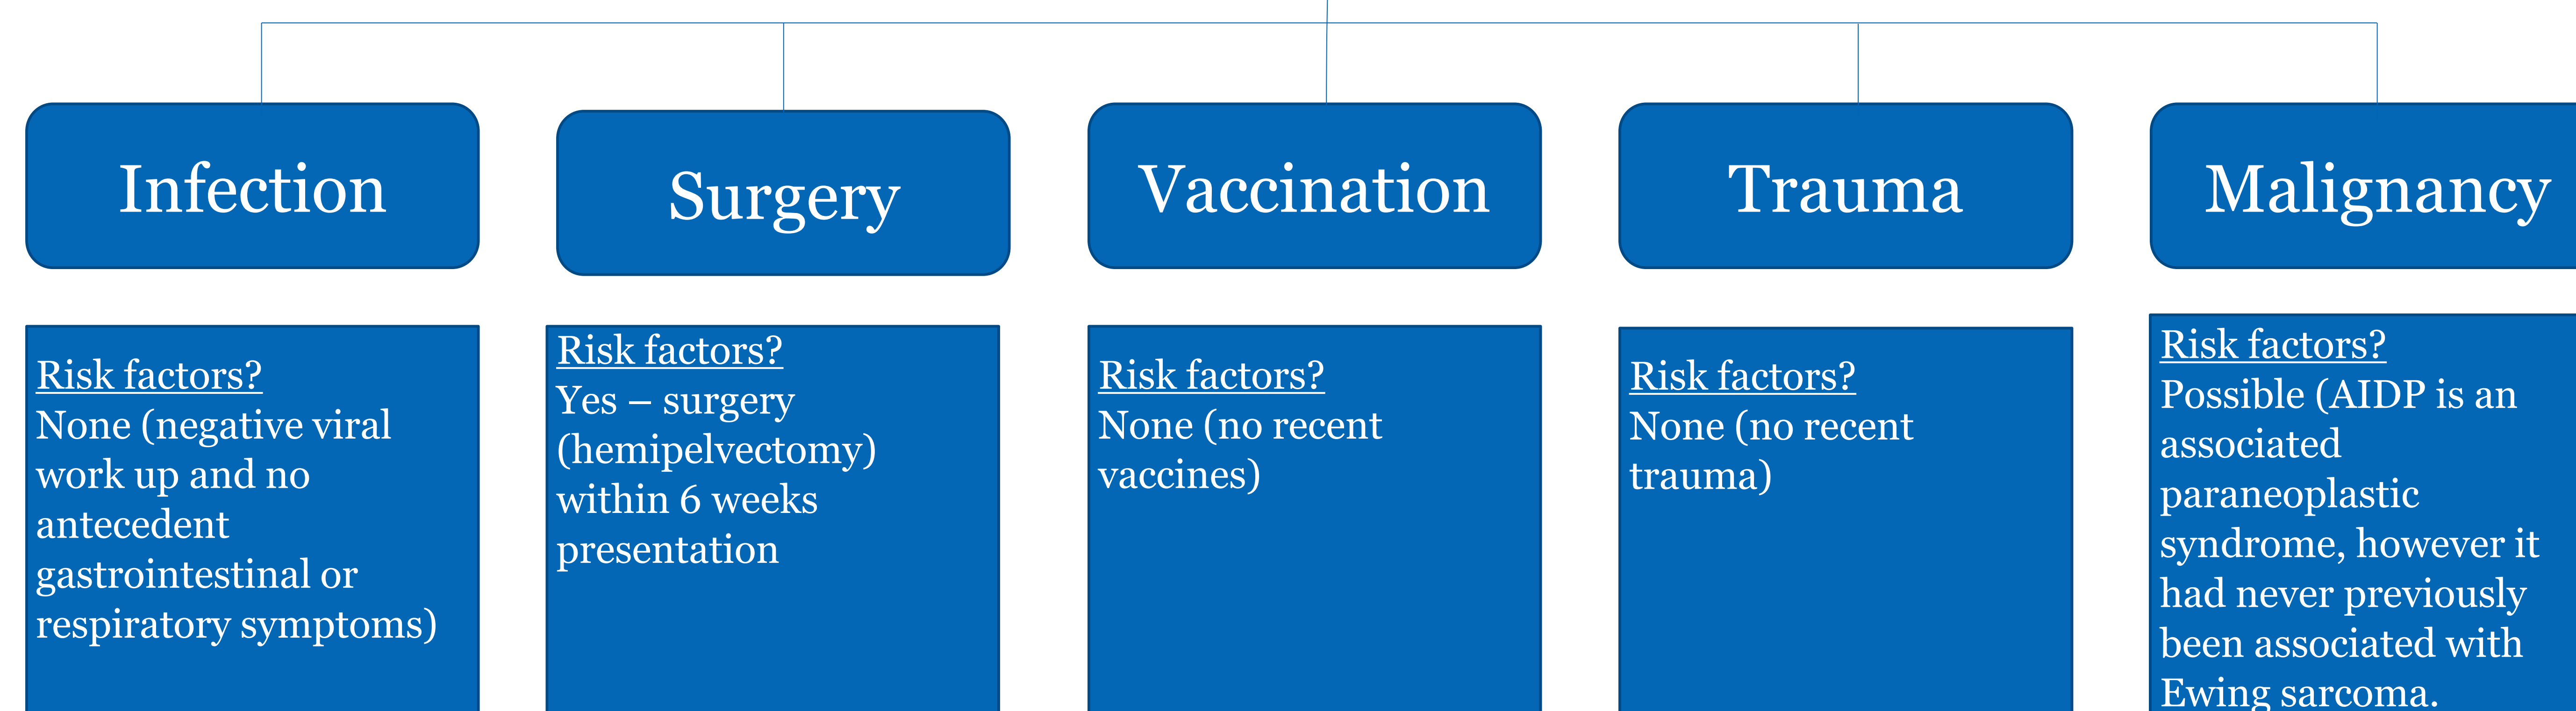 Infection
Surgery
Vaccination
Trauma
Malignancy
Risk factors?
None (negative viral
work up and no
antecedent
gastrointestinal or
respiratory symptoms)
Risk factors?
Yes – surgery
(hemipelvectomy)
within 6 weeks
presentation
Risk factors?
None (no recent
vaccines)
Risk factors?
None (no recent
trauma)
Risk factors?
Possible (AIDP is an
associated
paraneoplastic
syndrome, however it
had never previously
been associated with
Ewing sarcoma.